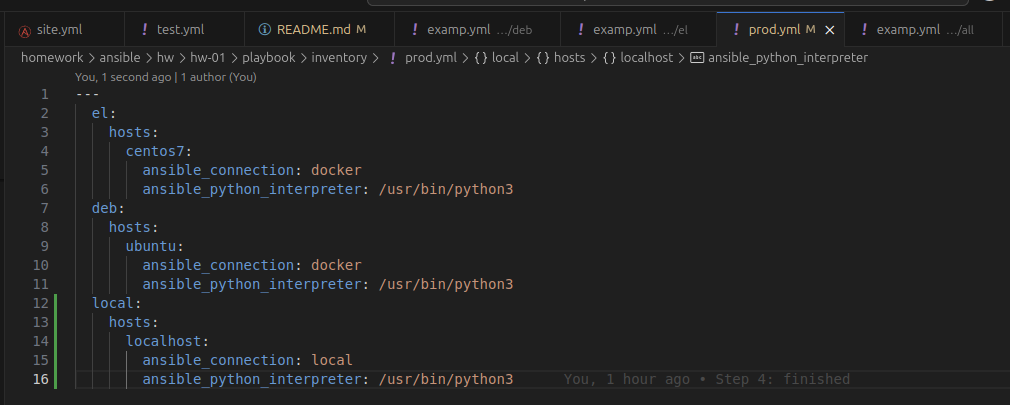 site.yml test.yml README.md M examp.yml …/deb examp.yml …/el prod.yml M examp.yml …/all
homework > ansible > hw > hw-01 > playbook > inventory > ! prod.yml > {} local > {} hosts > {} localhost > abc ansible_python_interpreter
You, 1 second ago | 1 author (You)
1 ---
2 el:
3 hosts:
4 centos7:
5 ansible_connection: docker
6 ansible_python_interpreter: /usr/bin/python3
7 deb:
8 hosts:
9 ubuntu:
10 ansible_connection: docker
11 ansible_python_interpreter: /usr/bin/python3
12 local:
13 hosts:
14 localhost:
15 ansible_connection: local
16 ansible_python_interpreter: /usr/bin/python3 You, 1 hour ago • Step 4: finished